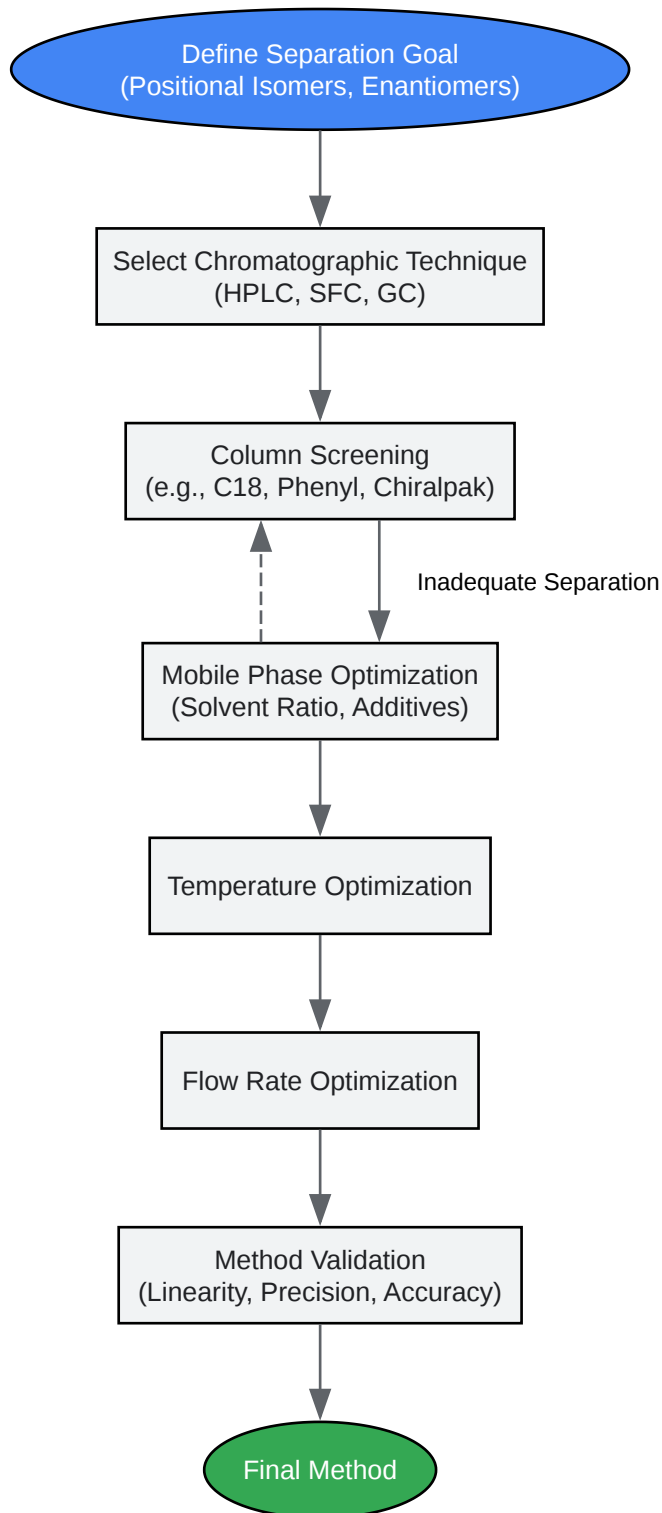 Define Separation Goal
(Positional Isomers, Enantiomers)
Select Chromatographic Technique
(HPLC, SFC, GC)
Column Screening
(e.g., C18, Phenyl, Chiralpak)
Inadequate Separation
Mobile Phase Optimization
(Solvent Ratio, Additives)
Temperature Optimization
Flow Rate Optimization
Method Validation
(Linearity, Precision, Accuracy)
Final Method